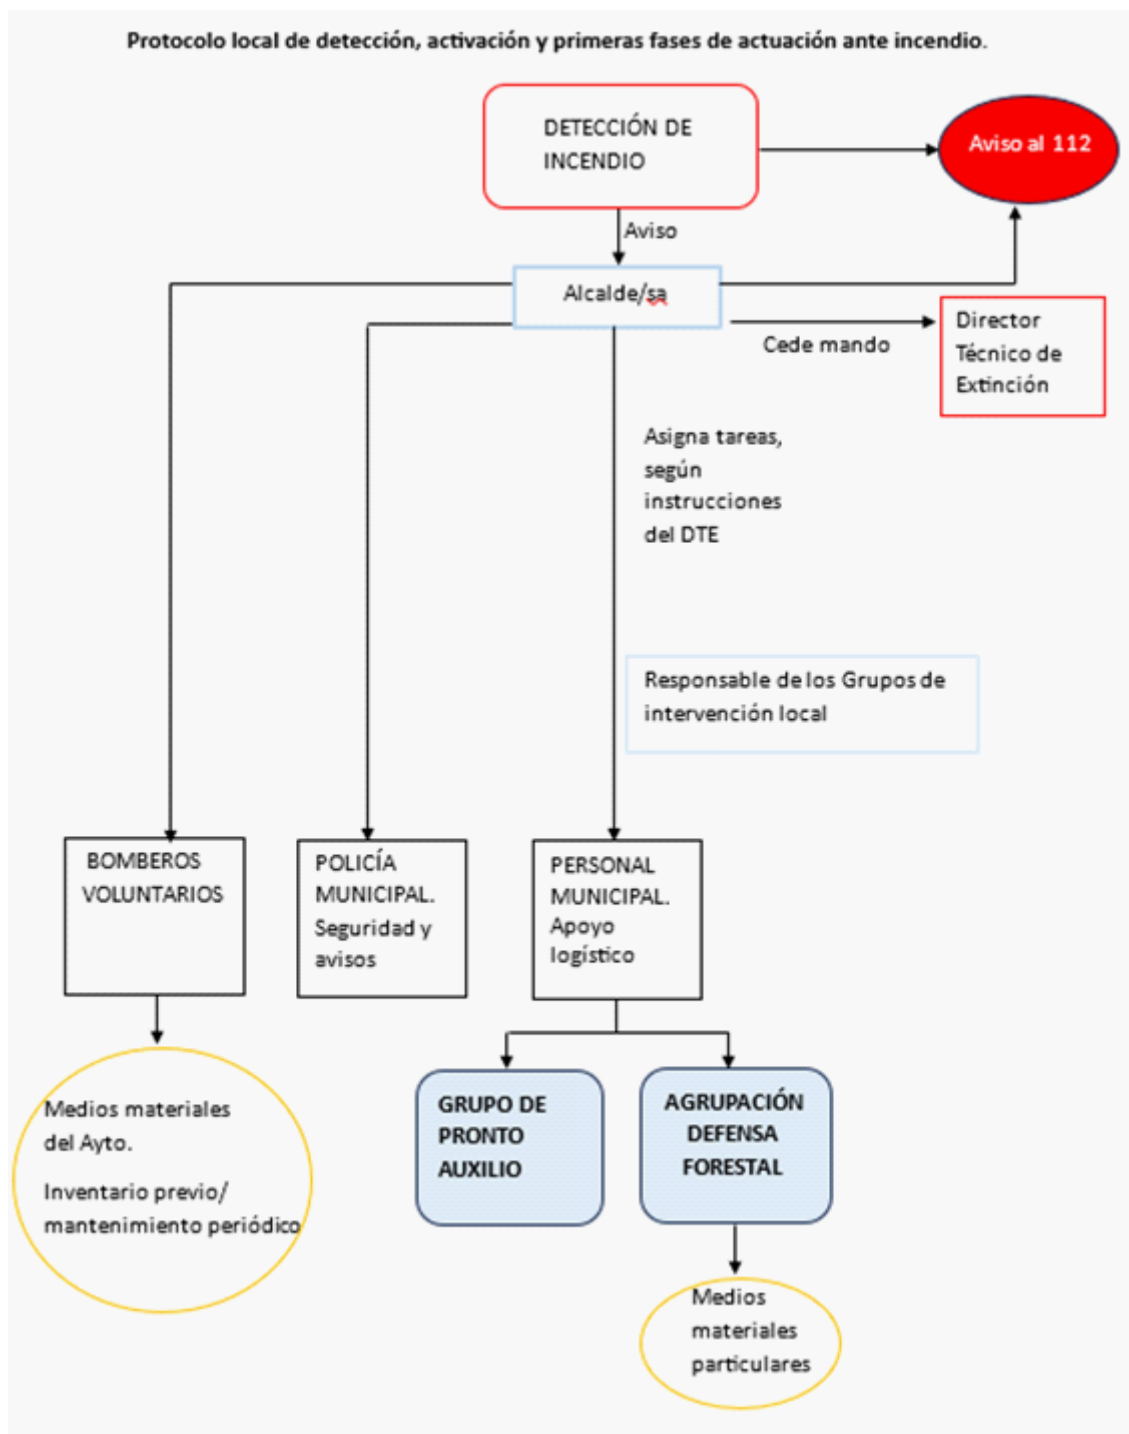 Protocolo local de detección, activación y primeras fases de actuación ante incendio.
DETECCIÓN DE
INCENDIO
Aviso al 112
Aviso
Alcalde/sa
Cede mando
Director
Técnico de
Extinción
Asigna tareas,
según
instrucciones
del DTE
Responsable de los Grupos de
intervención local
BOMBEROS
VOLUNTARIOS
POLICÍA
MUNICIPAL.
Seguridad y
avisos
PERSONAL
MUNICIPAL.
Apoyo
logístico
Medios materiales
del Ayto.
Inventario previo/
mantenimiento periódico
GRUPO DE
PRONTO
AUXILIO
AGRUPACIÓN
DEFENSA
FORESTAL
Medios
materiales
particulares